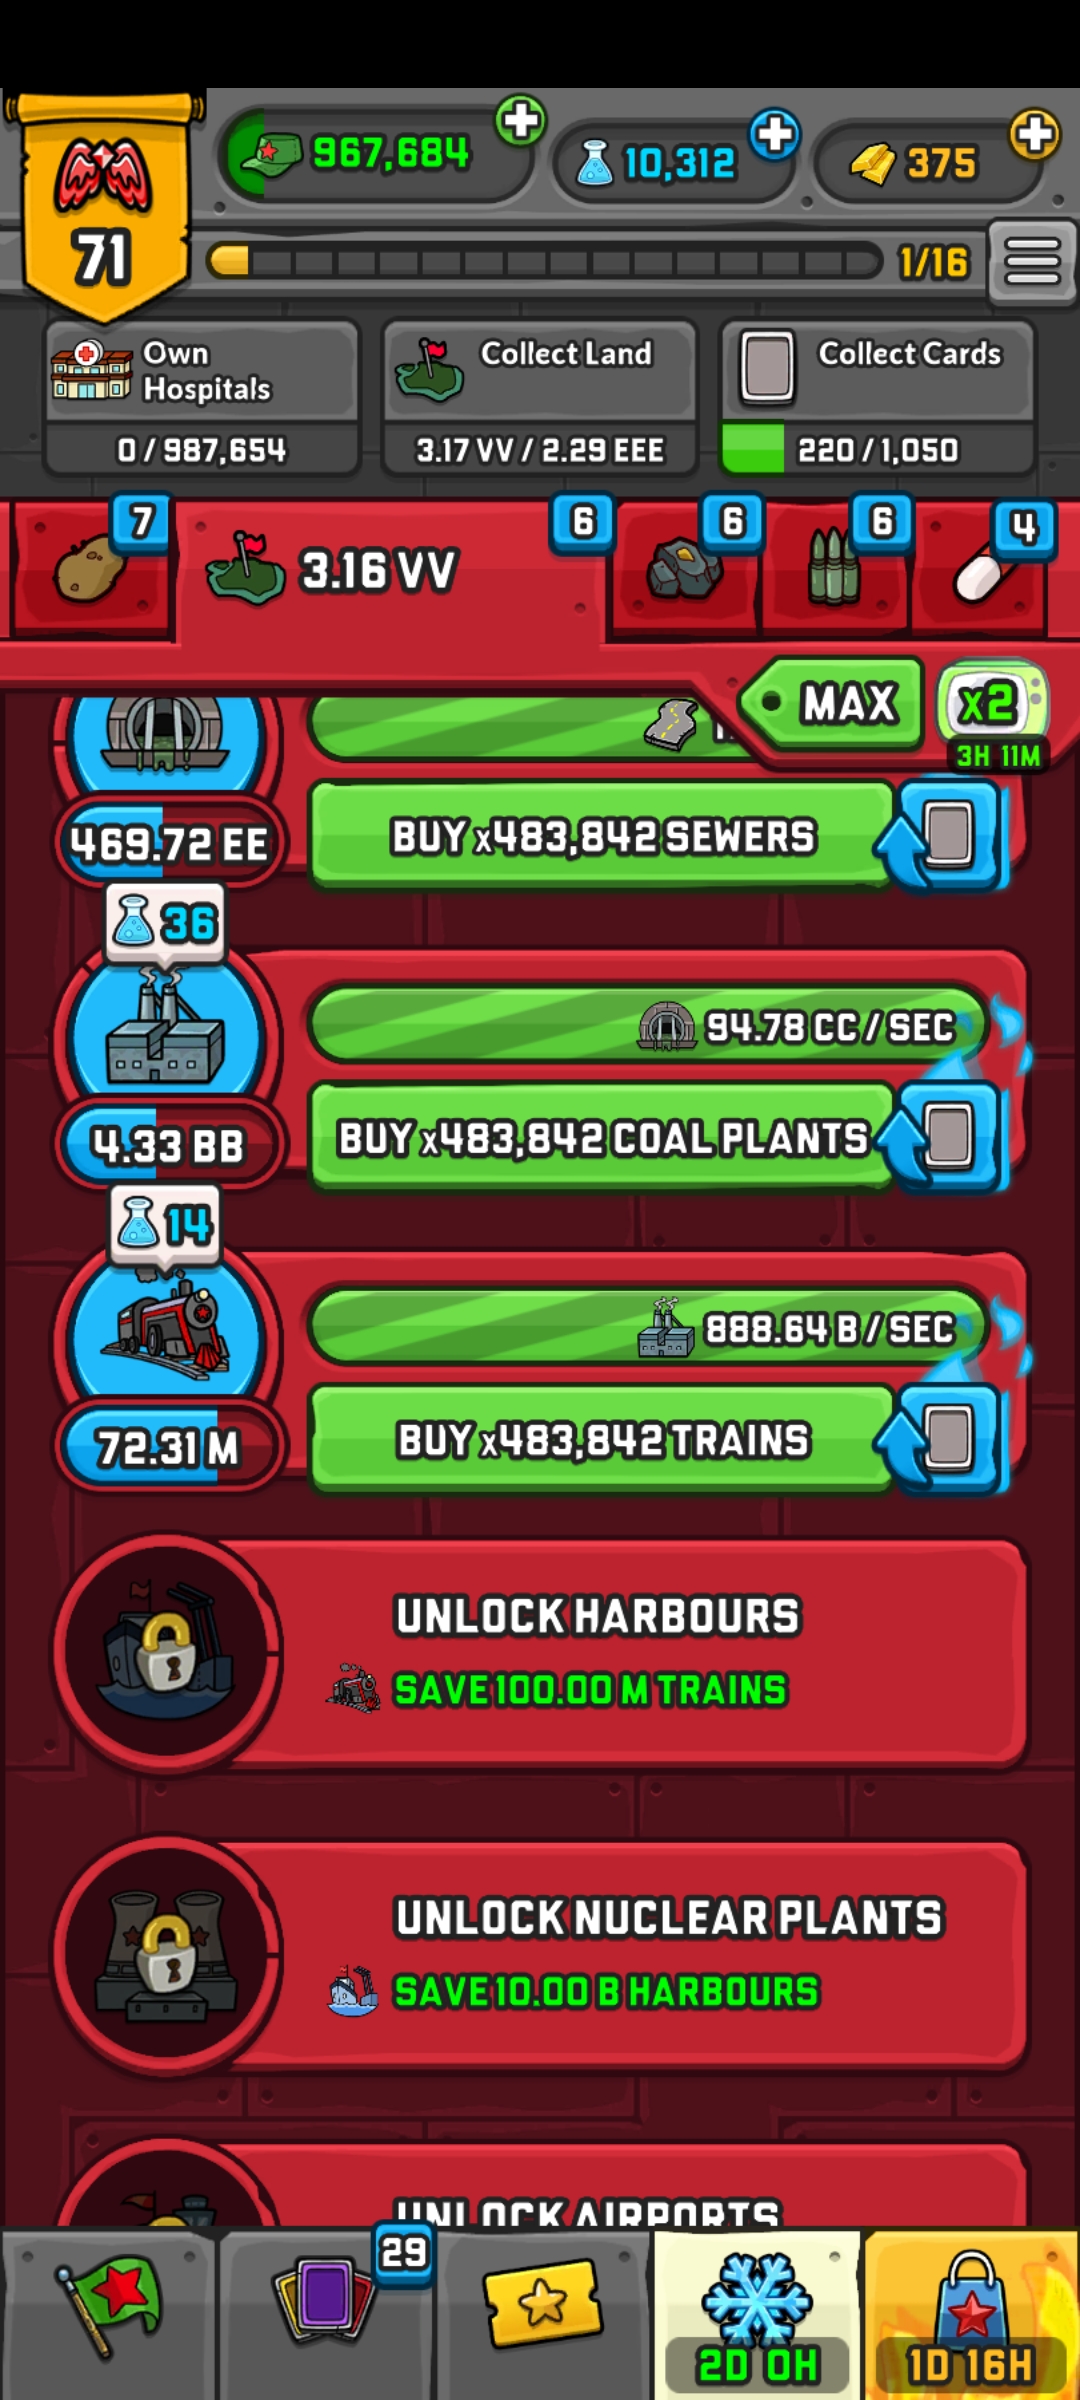 71
967,684
10,312
375
1/16
Own
Hospitals
0 / 987,654
Collect Land
3.17 VV / 2.29 EEE
Collect Cards
220 / 1,050
7
3.16 VV
6
6
6
4
MAX
x2
3H 11M
469.72 EE
BUY x483,842 SEWERS
36
94.78 CC / SEC
4.33 BB
BUY x483,842 COAL PLANTS
14
888.64 B / SEC
72.31 M
BUY x483,842 TRAINS
UNLOCK HARBOURS
SAVE 100.00 M TRAINS
UNLOCK NUCLEAR PLANTS
SAVE 10.00 B HARBOURS
UNLOCK AIRPORTS
29
2D 0H
1D 16H